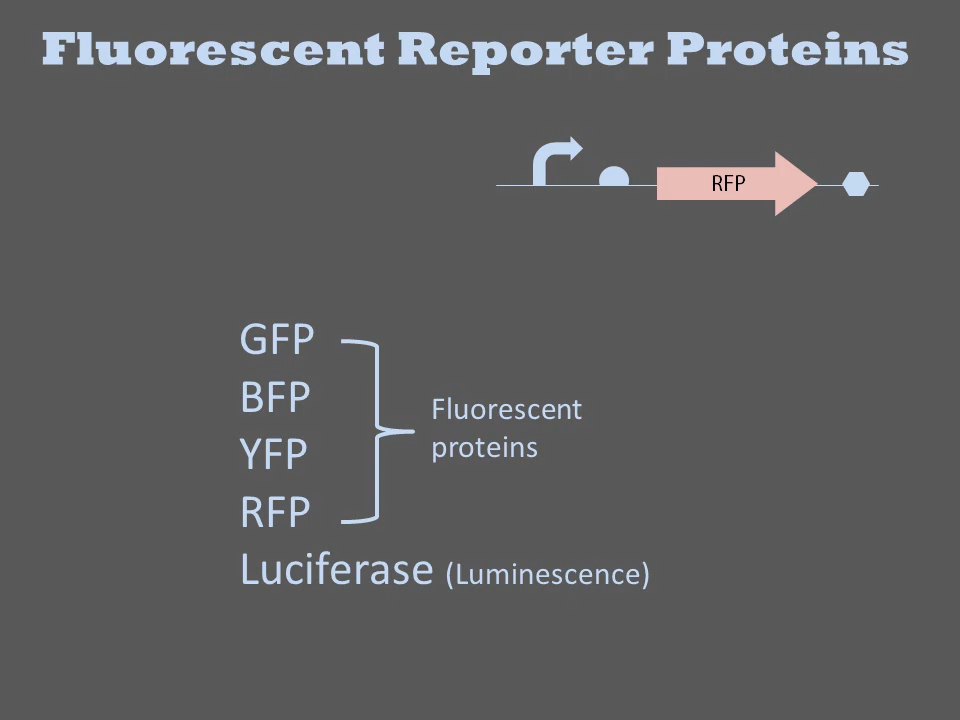 Fluorescent Reporter Proteins
RFP
GFP
BFP
YFP
RFP
Fluorescent
proteins
Luciferase (Luminescence)